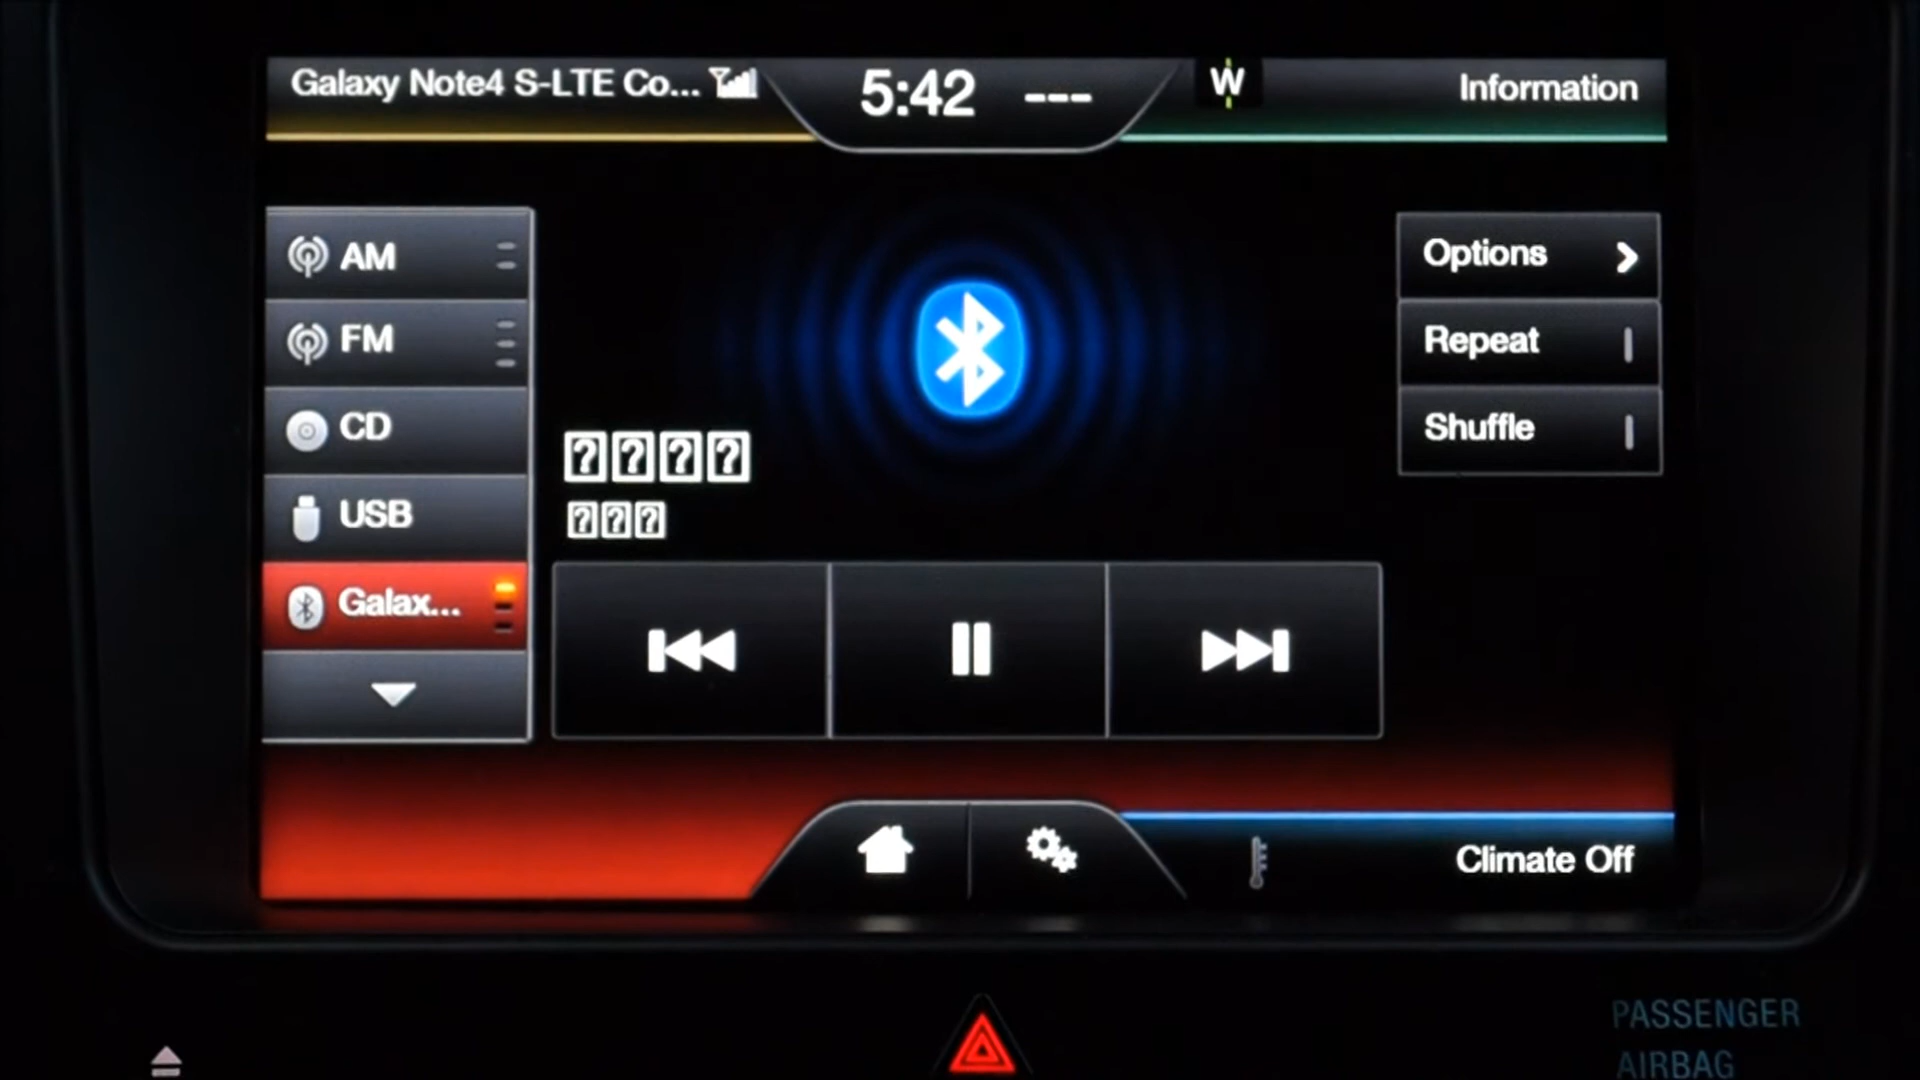 Galaxy Note4 S-LTE Co...
5:42 ---
W
Information
AM
FM
CD
USB
Galax...
⍰⍰⍰⍰
⍰⍰⍰
Options
Repeat
Shuffle
Climate Off
PASSENGER
AIRBAG